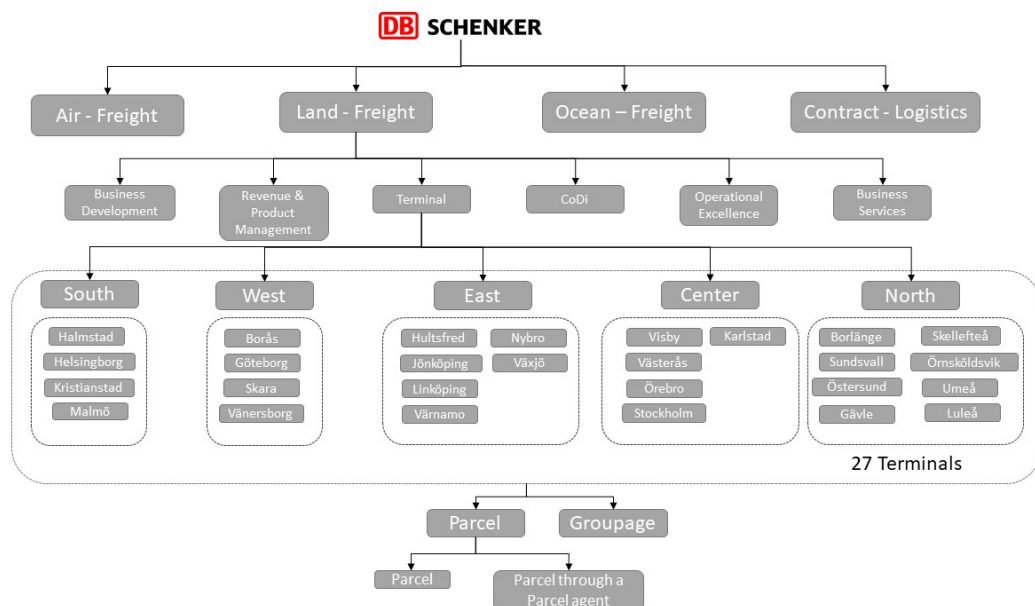 DB SCHENKER
Air - Freight
Land - Freight
Ocean – Freight
Contract - Logistics
Business
Development
Revenue &
Product
Management
Terminal
CoDi
Operational
Excellence
Business
Services
South
West
East
Center
North
Halmstad
Helsingborg
Kristianstad
Malmö
Borås
Göteborg
Skara
Vänersborg
Hultsfred
Jönköping
Linköping
Värnamo
Nybro
Växjö
Visby
Västerås
Örebro
Stockholm
Karlstad
Borlänge
Sundsvall
Östersund
Gävle
Skellefteå
Örnsköldsvik
Umeå
Luleå
27 Terminals
Parcel
Groupage
Parcel
Parcel through a
Parcel agent